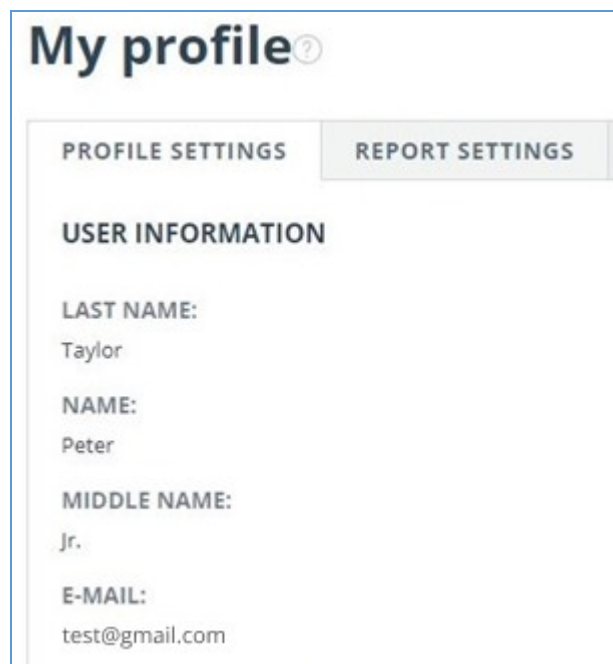 My profile ?
PROFILE SETTINGS REPORT SETTINGS
USER INFORMATION
LAST NAME:
Taylor
NAME:
Peter
MIDDLE NAME:
Jr.
E-MAIL:
test@gmail.com